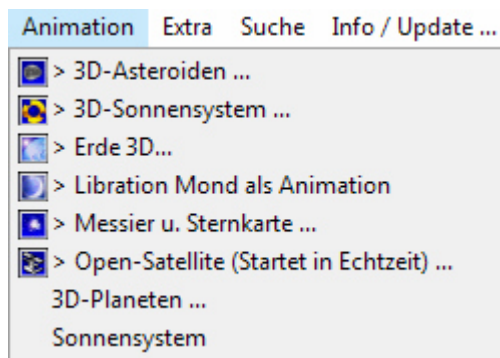 Animation Extra Suche Info / Update ...
> 3D-Asteroiden ...
> 3D-Sonnensystem ...
> Erde 3D...
> Libration Mond als Animation
> Messier u. Sternkarte ...
> Open-Satellite (Startet in Echtzeit) ...
3D-Planeten ...
Sonnensystem